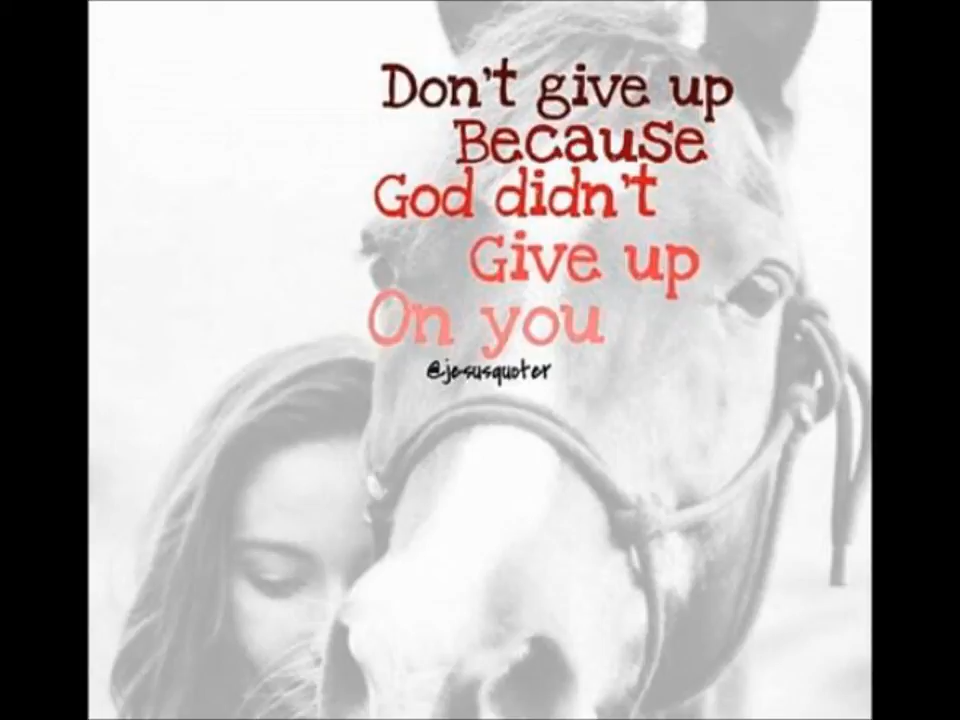 Don't give up
Because
God didn't
Give up
On you
@jesusquoter